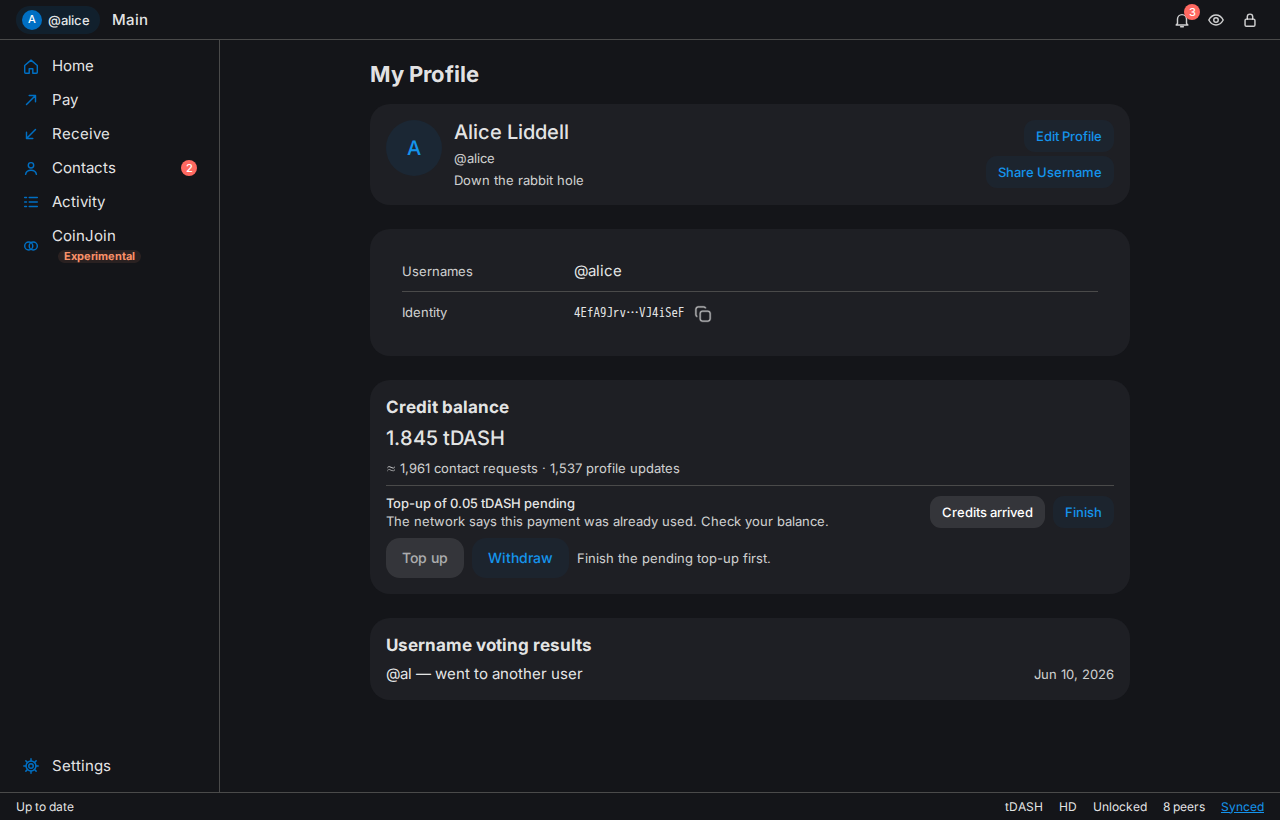 A @alice Main 3
Home
Pay
Receive
Contacts 2
Activity
CoinJoin
Experimental
Settings
My Profile
A
Alice Liddell
@alice
Down the rabbit hole
Edit Profile
Share Username
Usernames @alice
Identity 4EfA9Jrv⋯VJ4iSeF
Credit balance
1.845 tDASH
≈ 1,961 contact requests · 1,537 profile updates
Top-up of 0.05 tDASH pending
The network says this payment was already used. Check your balance.
Credits arrived Finish
Top up Withdraw Finish the pending top-up first.
Username voting results
@al — went to another user Jun 10, 2026
Up to date tDASH HD Unlocked 8 peers Synced